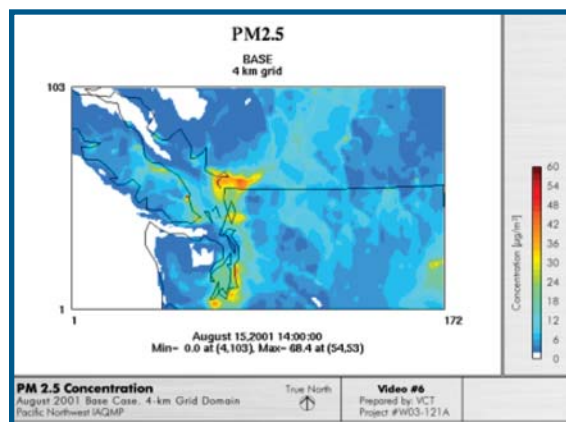 PM2.5
BASE
4 km grid
103
1
1
172
August 15,2001 14:00:00
Min= 0.0 at (4,103), Max= 68.4 at (54,53)
60
54
48
42
36
30
24
18
12
6
0
Concentration [µg/m³]
PM 2.5 Concentration
August 2001 Base Case. 4-km Grid Domain
Pacific Northwest IAQMP
True North
Video #6
Prepared by: VCT
Project #W03-121A